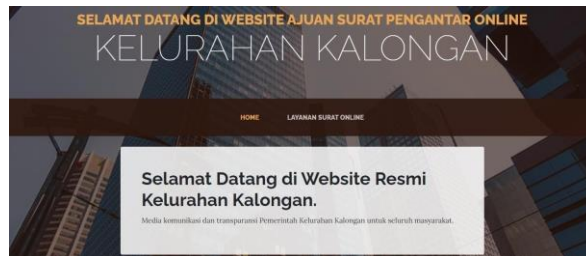 SELAMAT DATANG DI WEBSITE AJUAN SURAT PENGANTAR ONLINE
KELURAHAN KALONGAN
HOME LAYANAN SURAT ONLINE
Selamat Datang di Website Resmi
Kelurahan Kalongan.
Media komunikasi dan transparansi Pemerintah Kelurahan Kalongan untuk seluruh masyarakat.